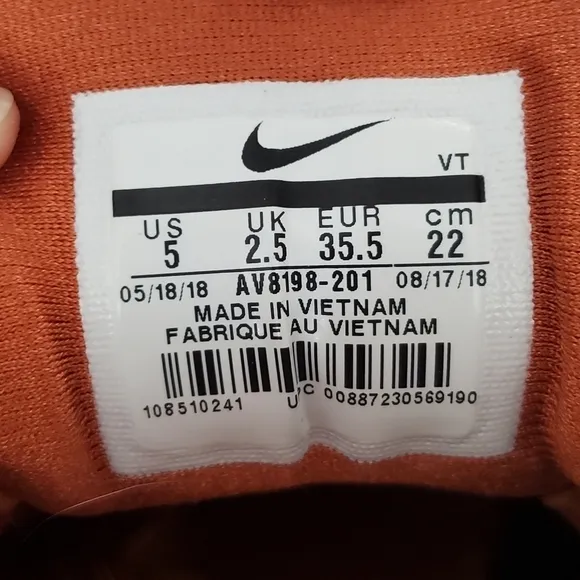 VT
US UK EUR cm
5 2.5 35.5 22
05/18/18 AV8198-201 08/17/18
MADE IN VIETNAM
FABRIQUE AU VIETNAM
108510241 UPC 00887230569190